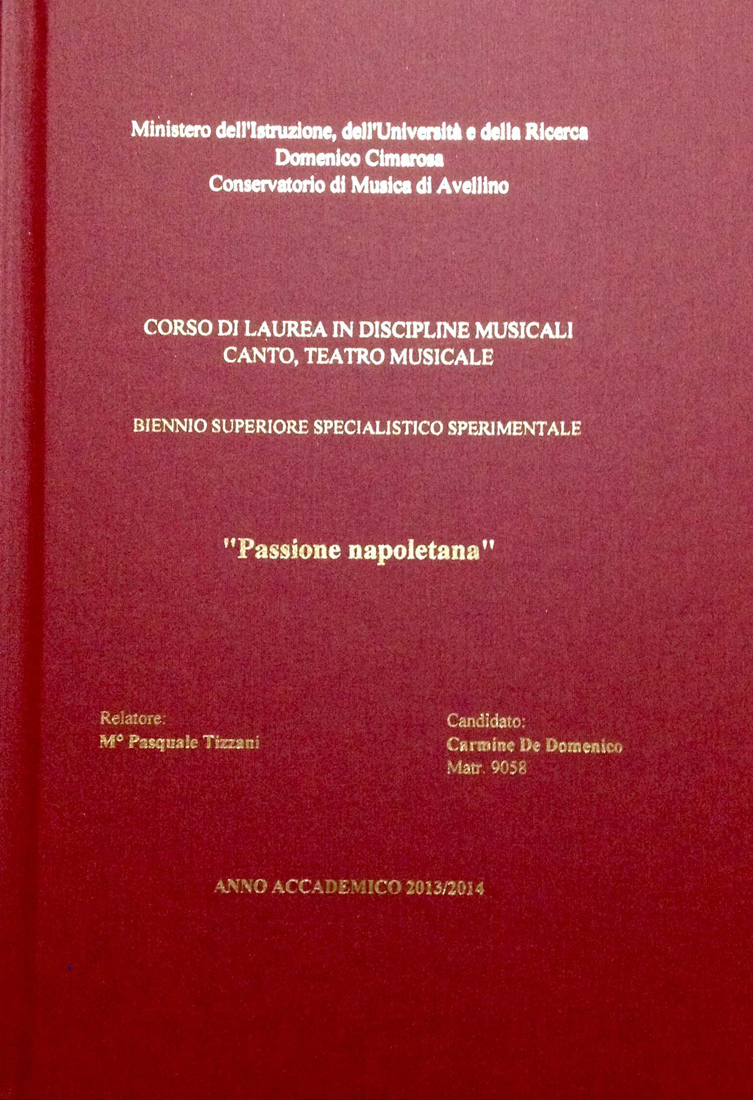 Ministero dell'Istruzione, dell'Università e della Ricerca
Domenico Cimarosa
Conservatorio di Musica di Avellino
CORSO DI LAUREA IN DISCIPLINE MUSICALI
CANTO, TEATRO MUSICALE
BIENNIO SUPERIORE SPECIALISTICO SPERIMENTALE
"Passione napoletana"
Relatore:
M° Pasquale Tizzani
Candidato:
Carmine De Domenico
Matr. 9058
ANNO ACCADEMICO 2013/2014